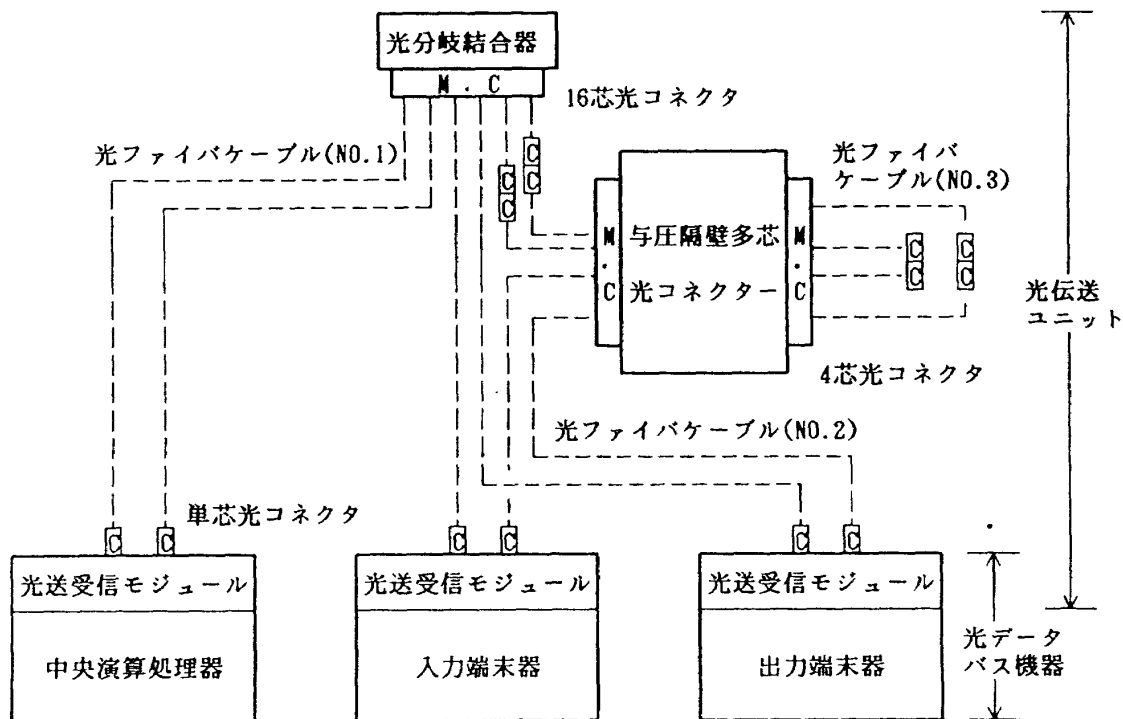 光分岐結合器
M．C
16芯光コネクタ
光ファイバケーブル(NO.1)
C
C
C
C
光ファイバ
ケーブル(NO.3)
M．C
与圧隔壁多芯
光コネクター
M．C
C
C
C
C
光伝送
ユニット
4芯光コネクタ
光ファイバケーブル(NO.2)
単芯光コネクタ
C
C
C
C
C
C
光送受信モジュール
光送受信モジュール
光送受信モジュール
中央演算処理器
入力端末器
出力端末器
光データ
バス機器